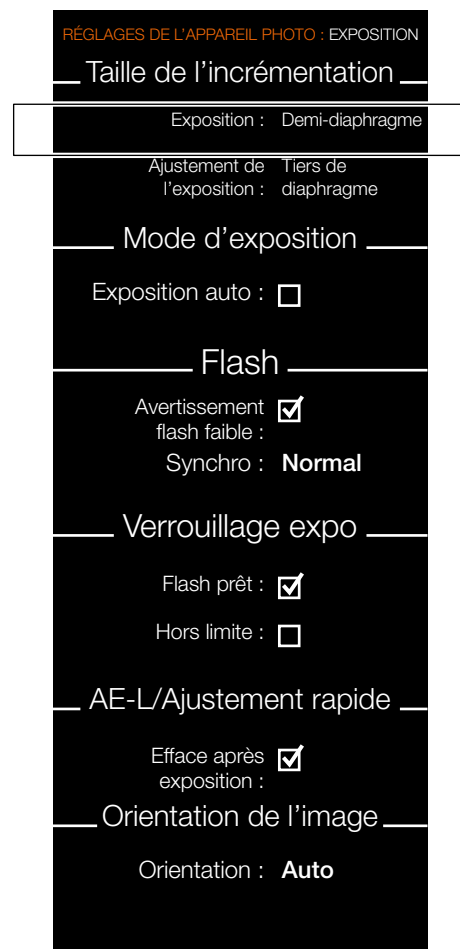 RÉGLAGES DE L'APPAREIL PHOTO : EXPOSITION
Taille de l'incrémentation
Exposition : Demi-diaphragme
Ajustement de Tiers de
l'exposition : diaphragme
Mode d'exposition
Exposition auto :
Flash
Avertissement
flash faible :
Synchro : Normal
Verrouillage expo
Flash prêt :
Hors limite :
AE-L/Ajustement rapide
Efface après
exposition :
Orientation de l'image
Orientation : Auto